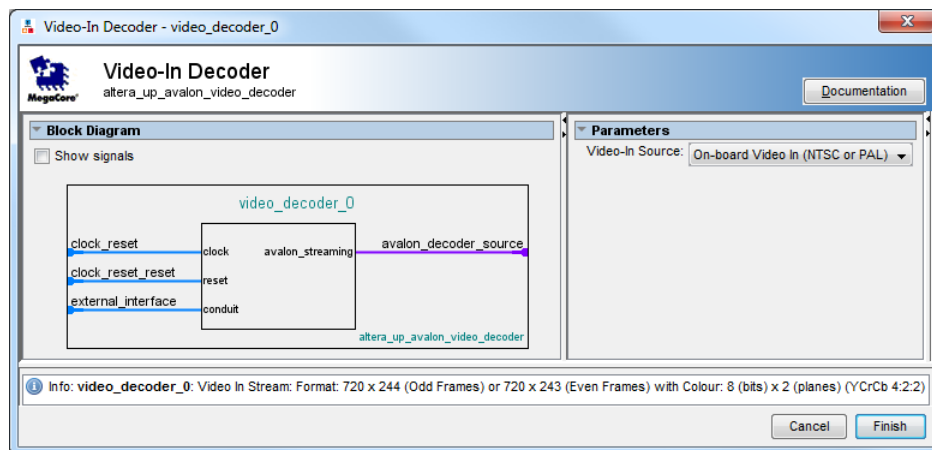 Video-In Decoder - video_decoder_0
MegaCore®
Video-In Decoder
altera_up_avalon_video_decoder
Documentation
Block Diagram
Show signals
video_decoder_0
clock_reset
clock
avalon_streaming
avalon_decoder_source
clock_reset_reset
reset
external_interface
conduit
altera_up_avalon_video_decoder
Parameters
Video-In Source: On-board Video In (NTSC or PAL)
Info: video_decoder_0: Video In Stream: Format: 720 x 244 (Odd Frames) or 720 x 243 (Even Frames) with Colour: 8 (bits) x 2 (planes) (YCrCb 4:2:2)
Cancel
Finish